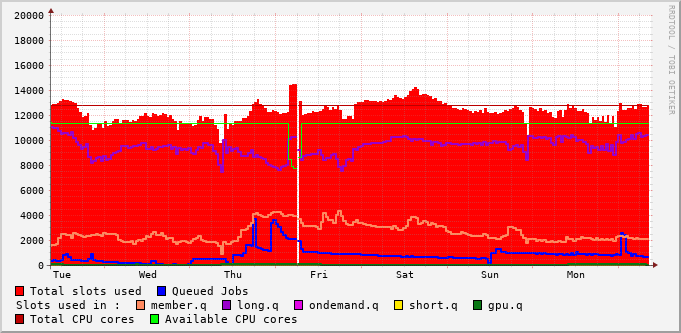 20000
18000
16000
14000
12000
10000
8000
6000
4000
2000
0
Tue Wed Thu Fri Sat Sun Mon
Total slots used Queued Jobs
Slots used in : member.q long.q ondemand.q short.q gpu.q
Total CPU cores Available CPU cores
RRDTOOL / TOBI OETIKER